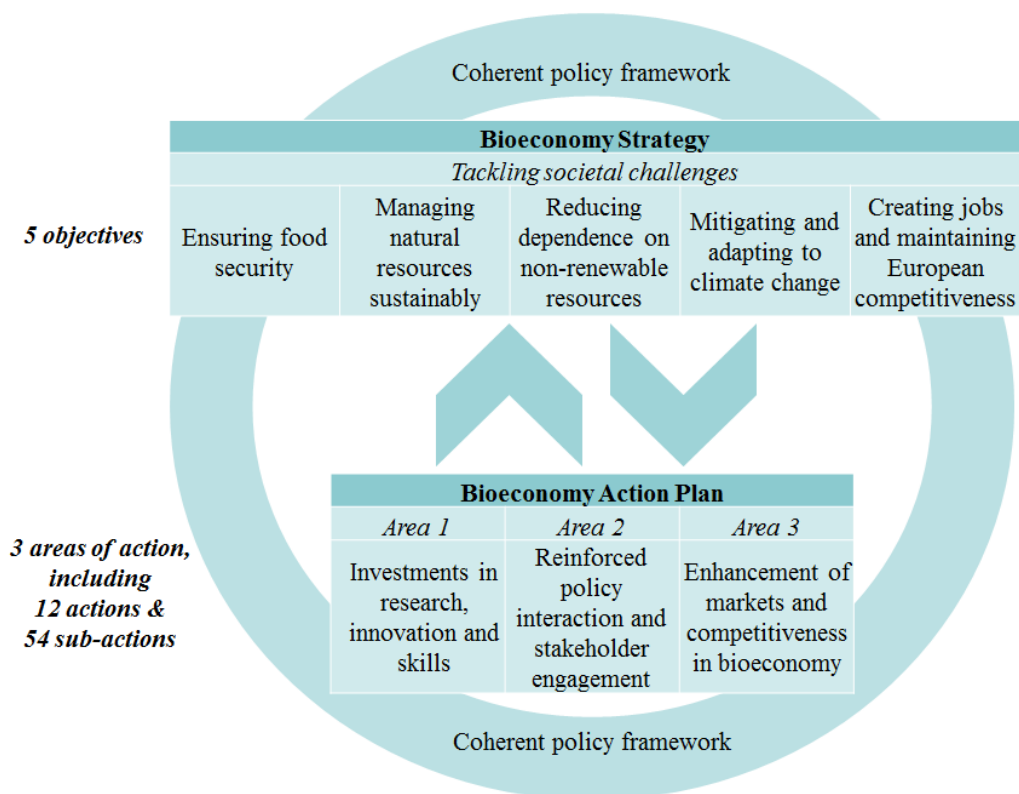 Coherent policy framework
Bioeconomy Strategy
Tackling societal challenges
5 objectives
Ensuring food
security
Managing
natural
resources
sustainably
Reducing
dependence on
non-renewable
resources
Mitigating and
adapting to
climate change
Creating jobs
and maintaining
European
competitiveness
Bioeconomy Action Plan
3 areas of action,
including
12 actions &
54 sub-actions
Area 1
Investments in
research,
innovation and
skills
Area 2
Reinforced
policy
interaction and
stakeholder
engagement
Area 3
Enhancement of
markets and
competitiveness
in bioeconomy
Coherent policy framework